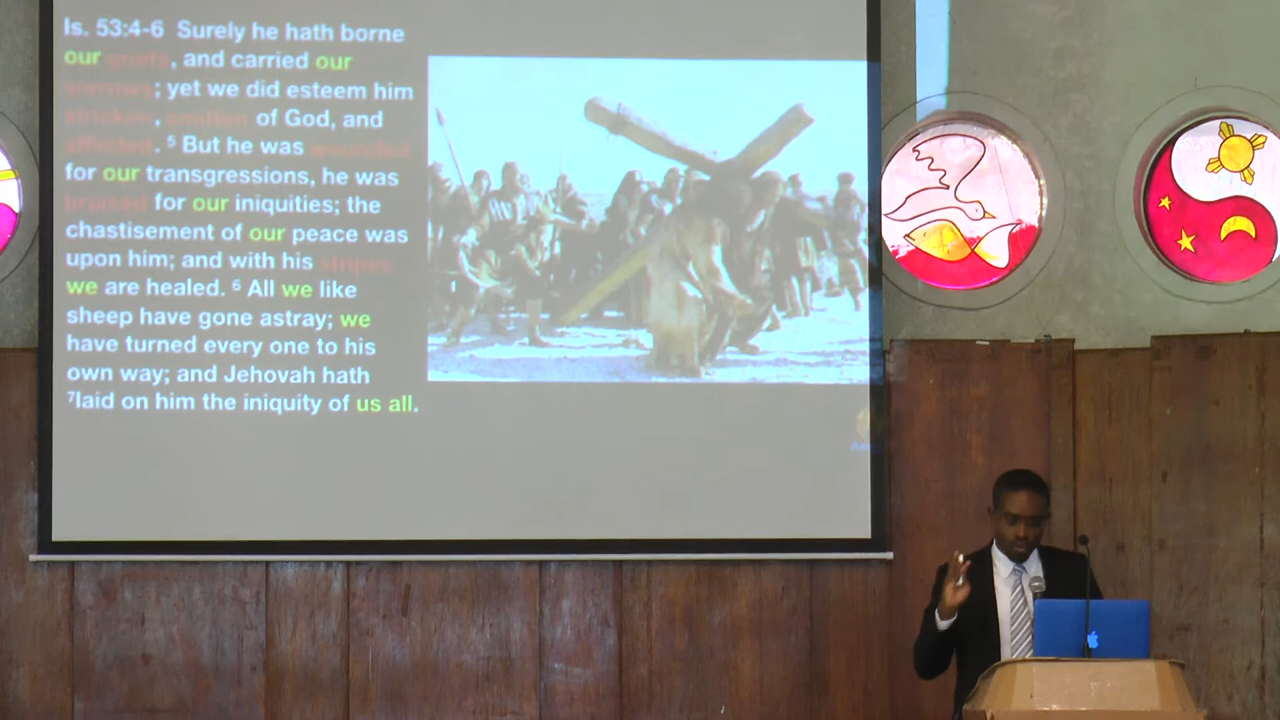 Is. 53:4-6 Surely he hath borne
our griefs, and carried our
sorrows; yet we did esteem him
stricken, smitten of God, and
afflicted. ⁵ But he was wounded
for our transgressions, he was
bruised for our iniquities; the
chastisement of our peace was
upon him; and with his stripes
we are healed. ⁶ All we like
sheep have gone astray; we
have turned every one to his
own way; and Jehovah hath
⁷laid on him the iniquity of us all.